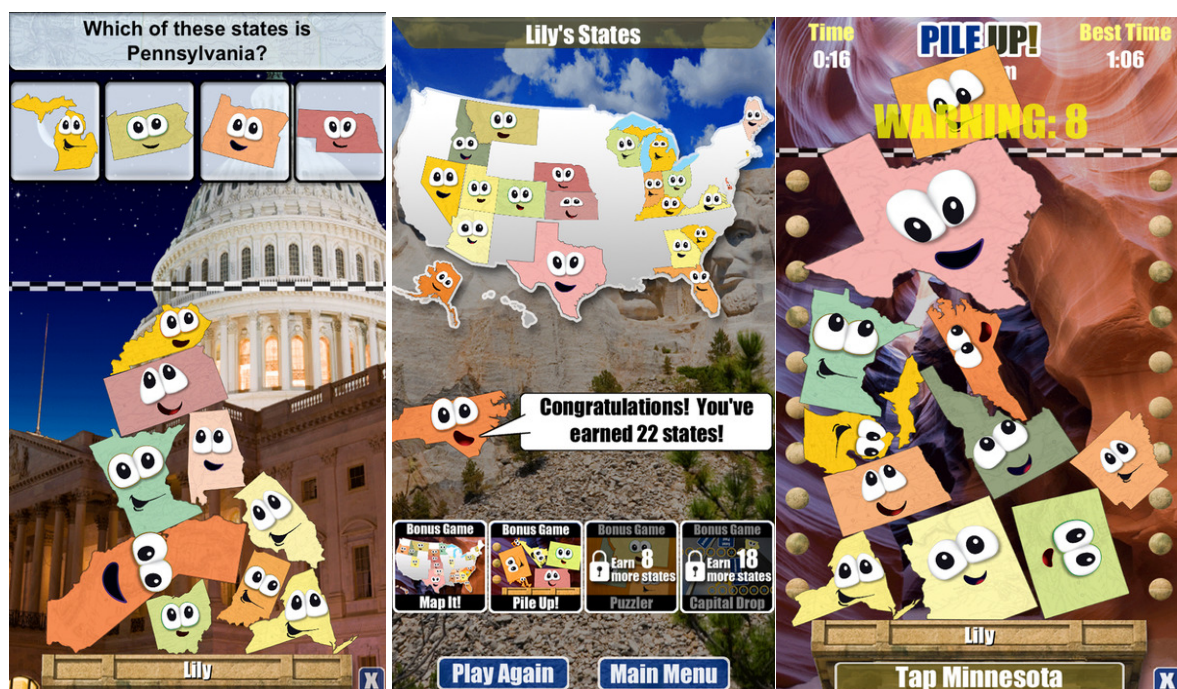 Which of these states is
Pennsylvania?
Lily
X
Lily's States
Congratulations! You've
earned 22 states!
Bonus Game
Map It!
Bonus Game
Pile Up!
Bonus Game
Earn 8
more states
Puzzler
Bonus Game
Earn 18
more states
Capital Drop
Play Again
Main Menu
Time
0:16
PILE UP!
Best Time
1:06
WARNING: 8
Lily
Tap Minnesota
X